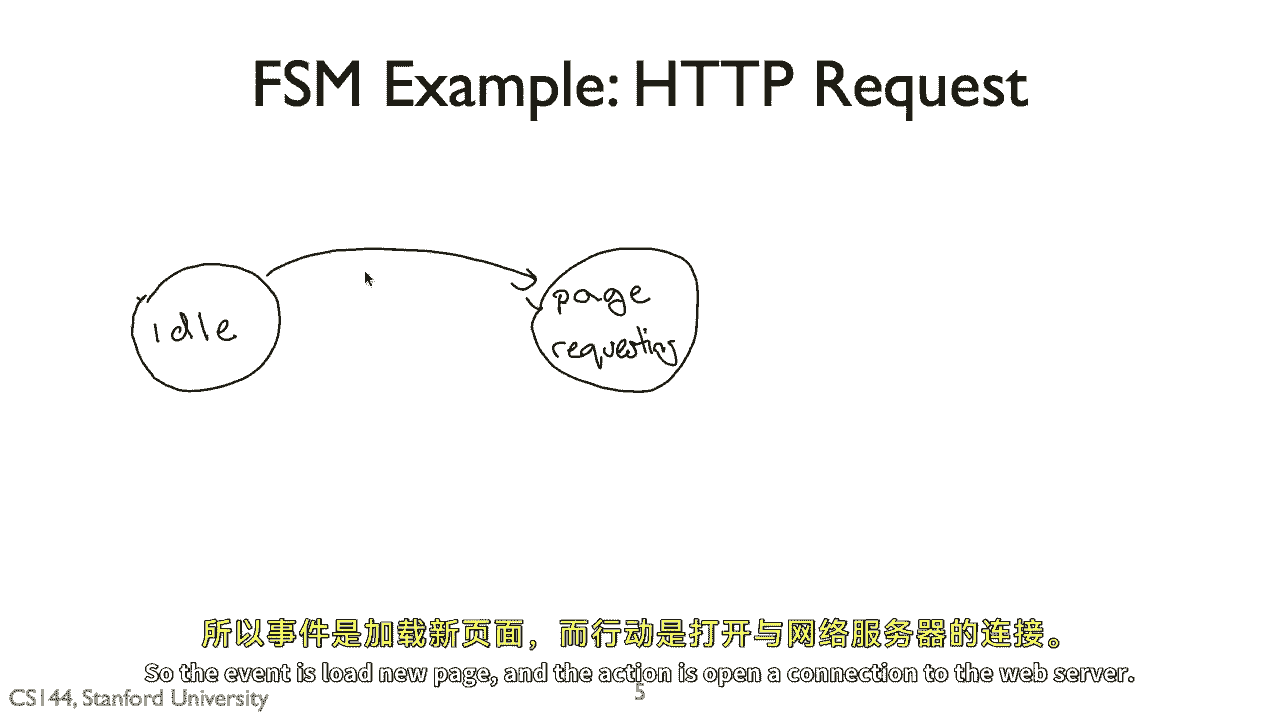 FSM Example: HTTP Request
idle
page
requesting
所以事件是加载新页面，而行动是打开与网络服务器的连接。
So the event is load new page, and the action is open a connection to the web server.
CS144, Stanford University
5